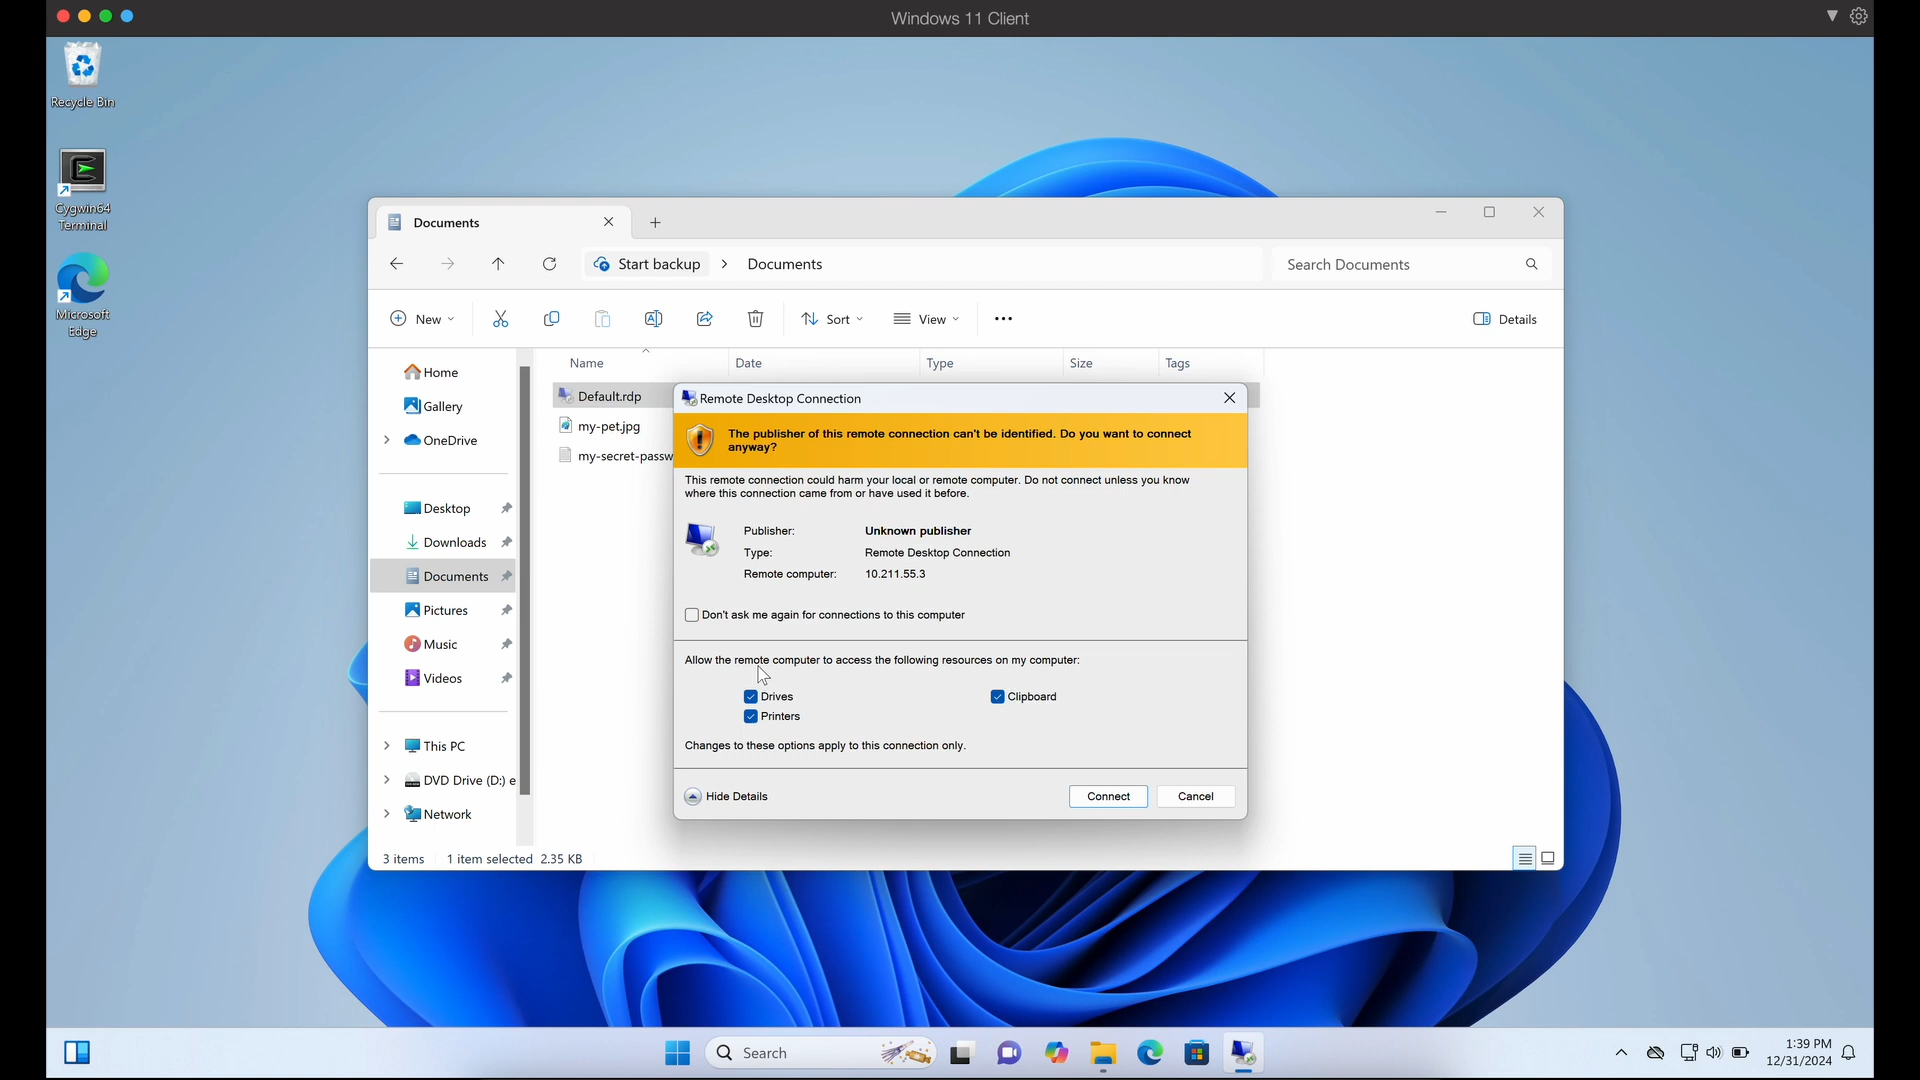 Windows 11 Client
Recycle Bin
Cygwin64
Terminal
Microsoft
Edge
Documents
Start backup
Documents
Search Documents
New
Sort
View
Details
Name
Date
Type
Size
Tags
Home
Gallery
OneDrive
Desktop
Downloads
Documents
Pictures
Music
Videos
This PC
DVD Drive (D:) e
Network
Default.rdp
my-pet.jpg
my-secret-passw
Remote Desktop Connection
The publisher of this remote connection can't be identified. Do you want to connect
anyway?
This remote connection could harm your local or remote computer. Do not connect unless you know
where this connection came from or have used it before.
Publisher: Unknown publisher
Type: Remote Desktop Connection
Remote computer: 10.211.55.3
Don't ask me again for connections to this computer
Allow the remote computer to access the following resources on my computer:
Drives
Clipboard
Printers
Changes to these options apply to this connection only.
Hide Details
Connect
Cancel
3 items 1 item selected 2.35 KB
Search
1:39 PM
12/31/2024